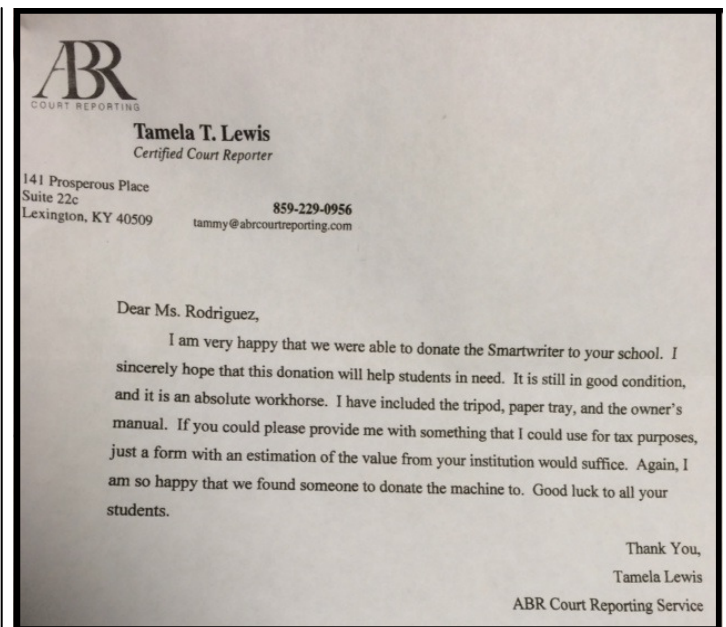 ABR
COURT REPORTING
Tamela T. Lewis
Certified Court Reporter
141 Prosperous Place
Suite 22c
Lexington, KY 40509
859-229-0956
tammy@abrcourtreporting.com
Dear Ms. Rodriguez,
I am very happy that we were able to donate the Smartwriter to your school. I
sincerely hope that this donation will help students in need. It is still in good condition,
and it is an absolute workhorse. I have included the tripod, paper tray, and the owner's
manual. If you could please provide me with something that I could use for tax purposes,
just a form with an estimation of the value from your institution would suffice. Again, I
am so happy that we found someone to donate the machine to. Good luck to all your
students.
Thank You,
Tamela Lewis
ABR Court Reporting Service